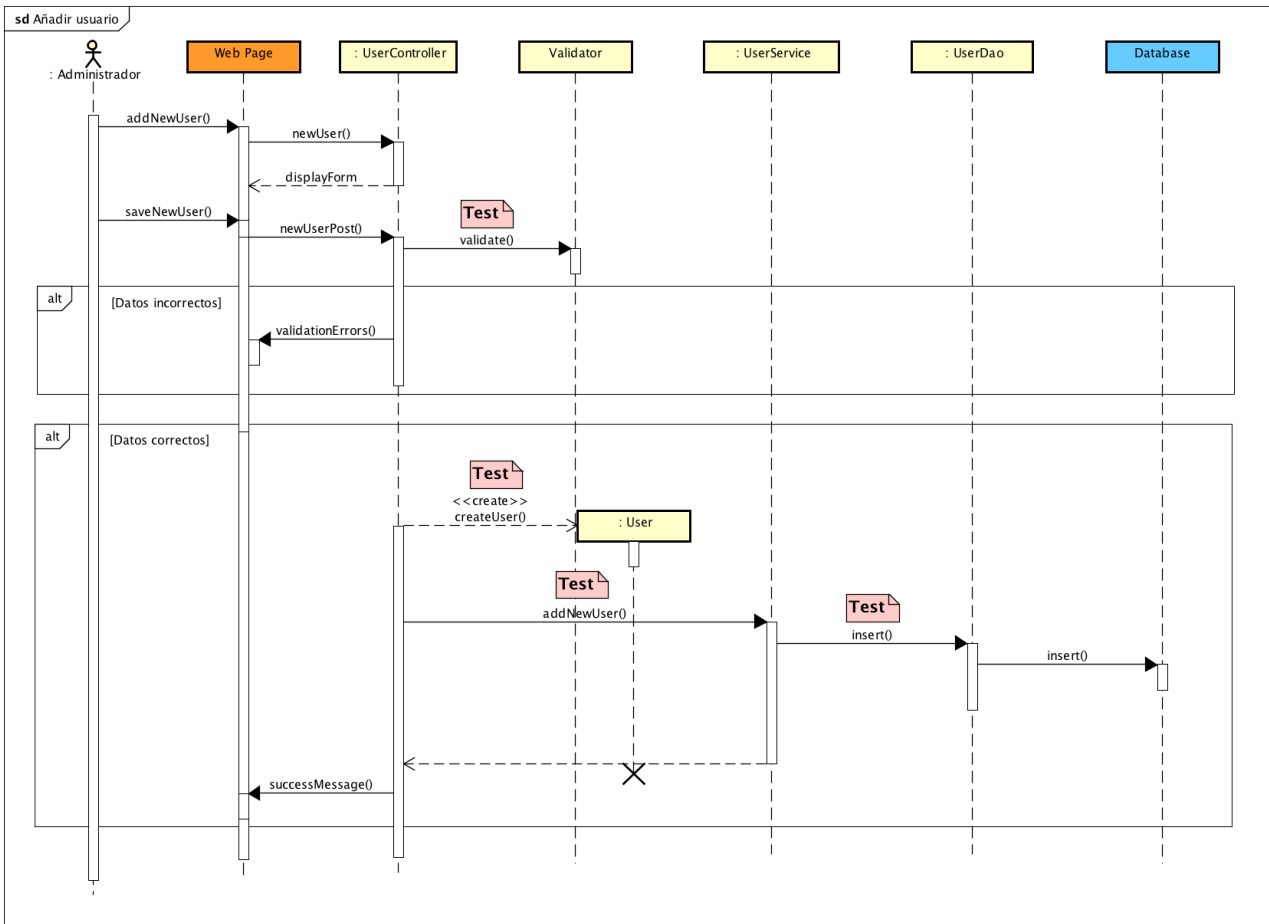 sd Añadir usuario
: Administrador
Web Page
: UserController
Validator
: UserService
: UserDao
Database
addNewUser()
newUser()
displayForm
saveNewUser()
Test
newUserPost()
validate()
alt
[Datos incorrectos]
validationErrors()
alt
[Datos correctos]
Test
<<create>>
createUser()
: User
Test
addNewUser()
Test
insert()
insert()
successMessage()